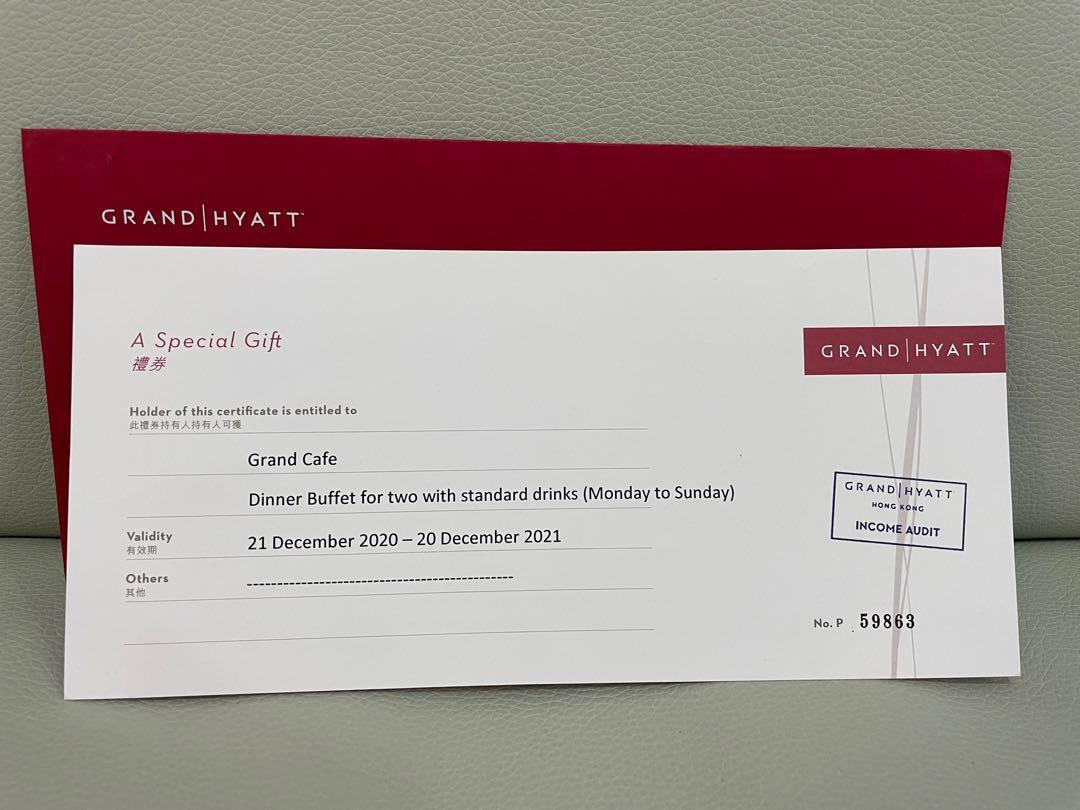 GRAND|HYATT™
A Special Gift
禮券
GRAND|HYATT™
Holder of this certificate is entitled to
此禮券持有人持有人可獲
Grand Cafe
Dinner Buffet for two with standard drinks (Monday to Sunday)
Validity
有效期
21 December 2020 – 20 December 2021
Others
其他
--------------------------------------------
GRAND|HYATT
HONG KONG
INCOME AUDIT
No. P 59863